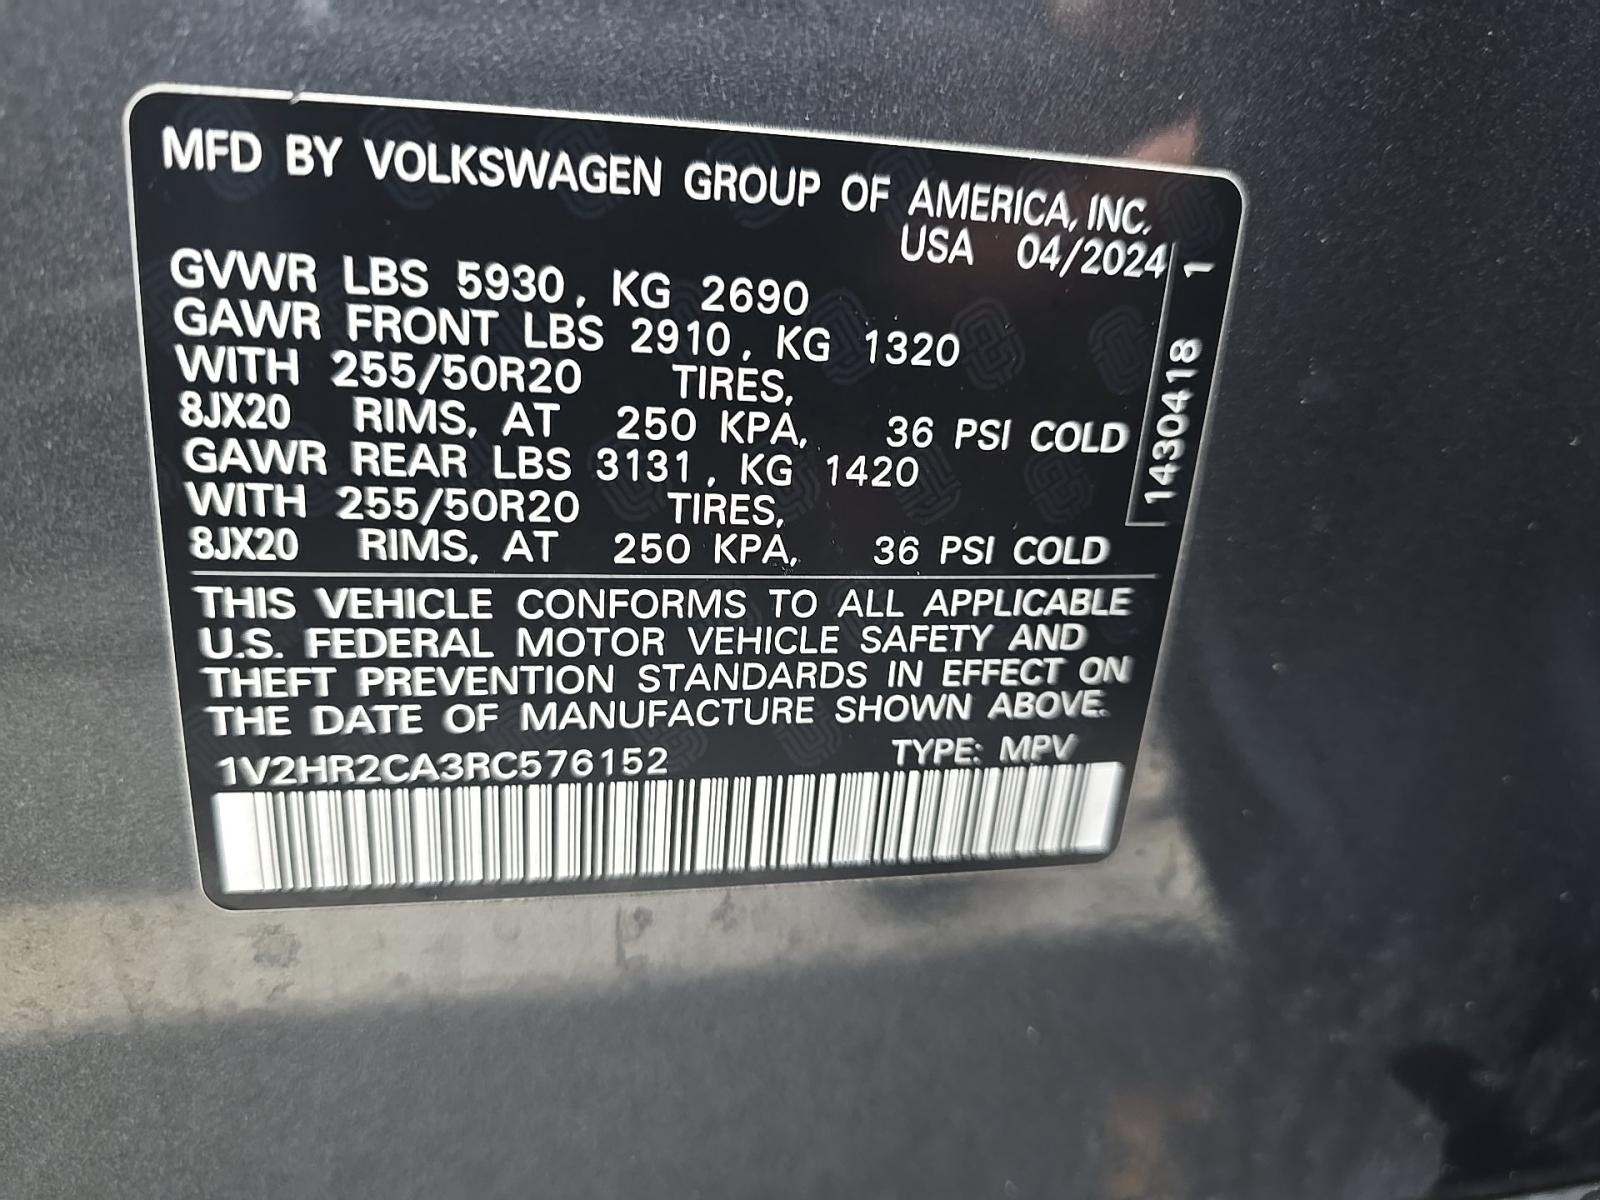 MFD BY VOLKSWAGEN GROUP OF AMERICA, INC.
USA 04/2024
GVWR LBS 5930, KG 2690
GAWR FRONT LBS 2910, KG 1320
WITH 255/50R20 TIRES,
8JX20 RIMS, AT 250 KPA, 36 PSI COLD
GAWR REAR LBS 3131, KG 1420
WITH 255/50R20 TIRES,
8JX20 RIMS, AT 250 KPA, 36 PSI COLD
14304418 1
THIS VEHICLE CONFORMS TO ALL APPLICABLE
U.S. FEDERAL MOTOR VEHICLE SAFETY AND
THEFT PREVENTION STANDARDS IN EFFECT ON
THE DATE OF MANUFACTURE SHOWN ABOVE.
1V2HR2CA3RC576152 TYPE: MPV